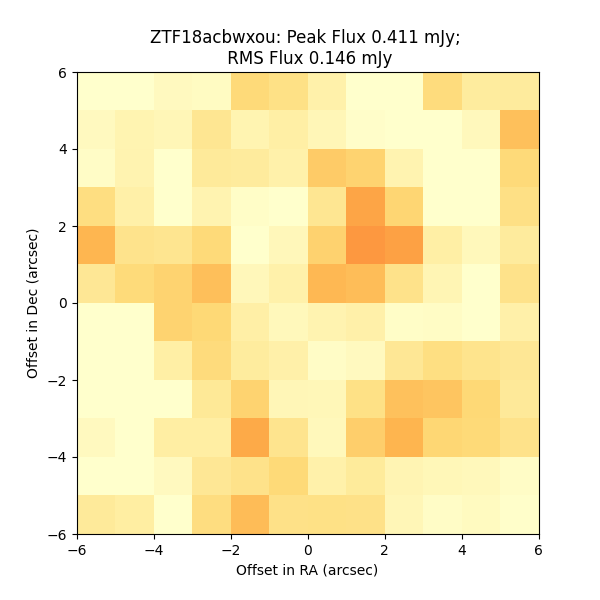 ZTF18acbwxou: Peak Flux 0.411 mJy;
RMS Flux 0.146 mJy
6
4
2
0
−2
−4
−6
Offset in Dec (arcsec)
−6 −4 −2 0 2 4 6
Offset in RA (arcsec)